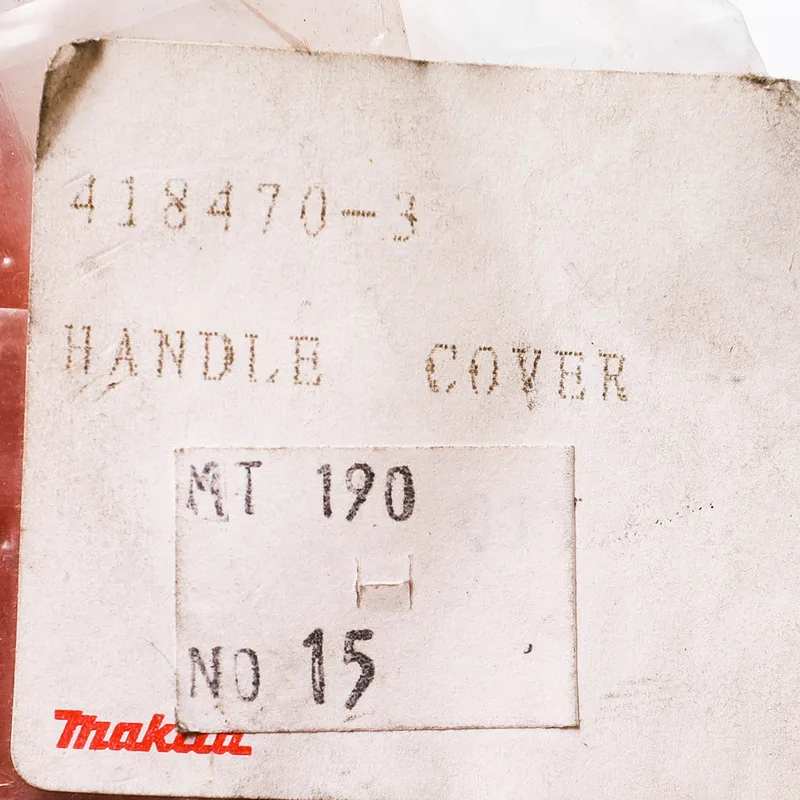 418470-3
HANDLE COVER
MT 190
NO 15
makita